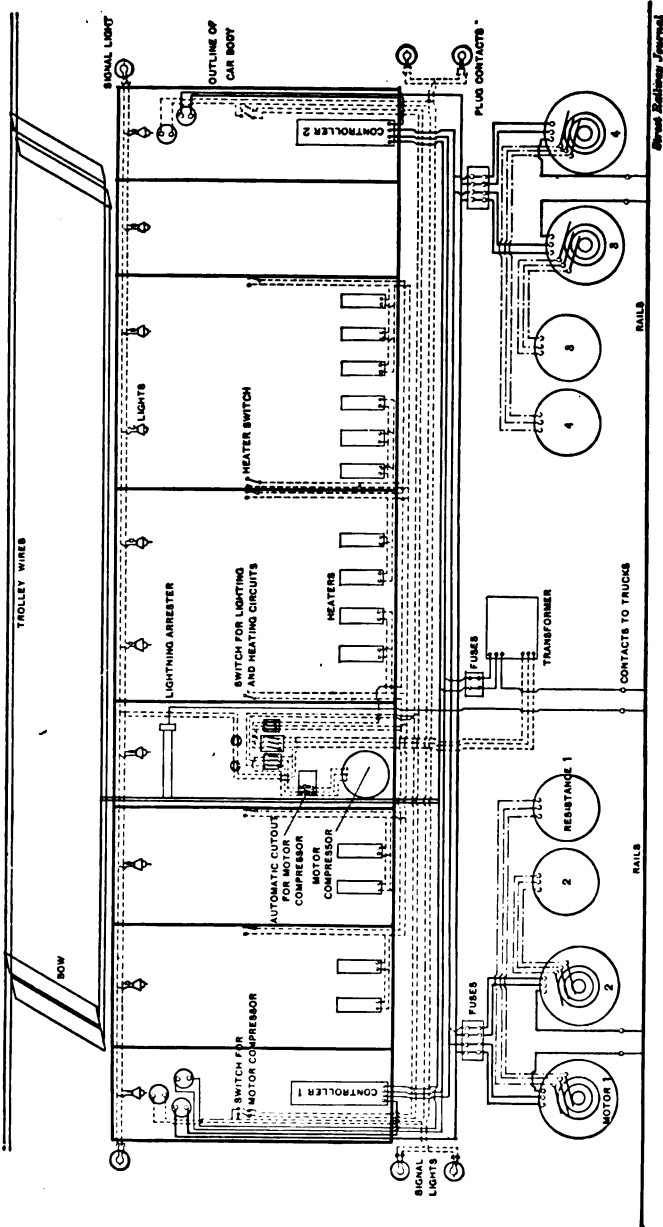 TROLLEY WIRES
BOW
SIGNAL LIGHT
OUTLINE OF
CAR BODY
LIGHTS
LIGHTNING ARRESTER
HEATER SWITCH
SWITCH FOR LIGHTING
AND HEATING CIRCUITS
HEATERS
AUTOMATIC CUTOUT
FOR MOTOR
COMPRESSOR
MOTOR
COMPRESSOR
SWITCH FOR
MOTOR COMPRESSOR
CONTROLLER 1
CONTROLLER 2
SIGNAL
LIGHTS
PLUG CONTACTS
FUSES
FUSES
TRANSFORMER
CONTACTS TO TRUCKS
MOTOR 1
2
2
RESISTANCE 1
4
3
3
4
RAILS
RAILS
Street Railway Journal